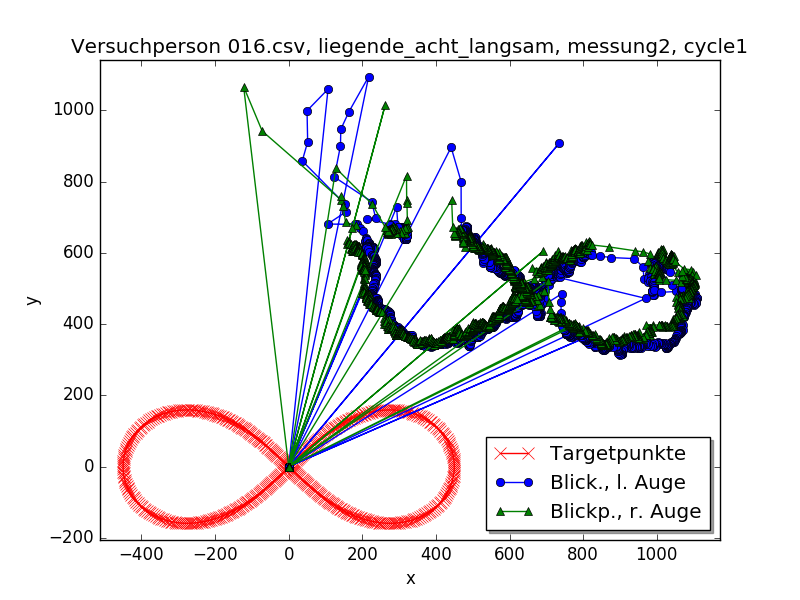 Versuchperson 016.csv, liegende_acht_langsam, messung2, cycle1
y
1000
800
600
400
200
0
−200
−400 −200 0 200 400 600 800 1000
x
Targetpunkte
Blick., l. Auge
Blickp., r. Auge